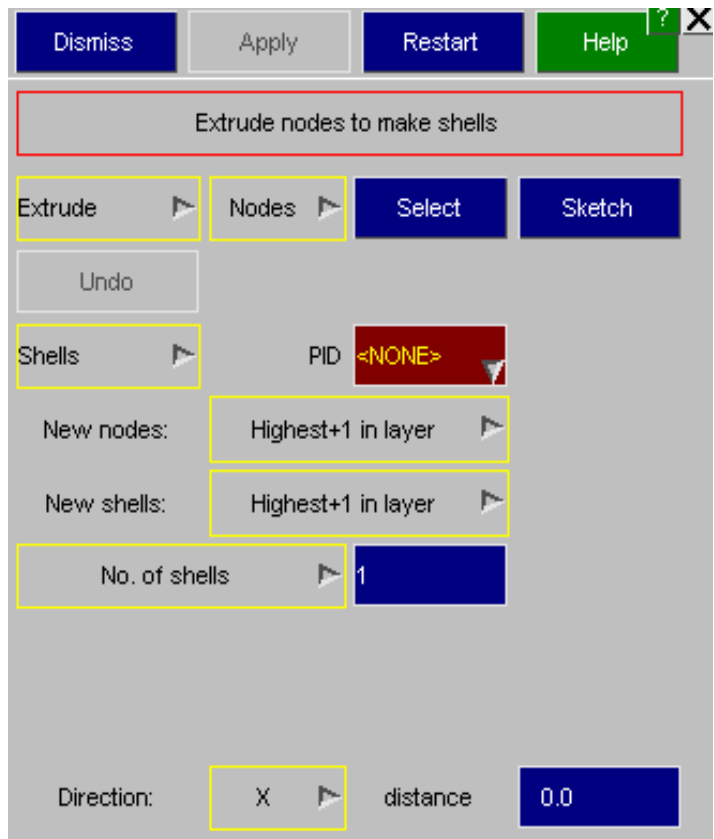 ?
X
Dismiss Apply Restart Help
Extrude nodes to make shells
Extrude Nodes Select Sketch
Undo
Shells PID <NONE>
New nodes: Highest+1 in layer
New shells: Highest+1 in layer
No. of shells 1
Direction: X distance 0.0